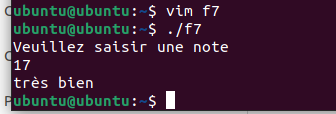 ubuntu@ubuntu:~$ vim f7
ubuntu@ubuntu:~$ ./f7
Veuillez saisir une note
17
très bien
ubuntu@ubuntu:~$